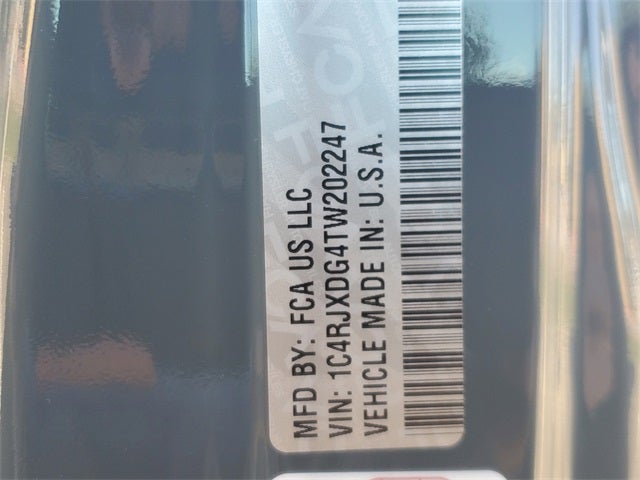 MFD BY: FCA US LLC
VIN: 1C4RJXDG4TW202247
VEHICLE MADE IN: U.S.A.